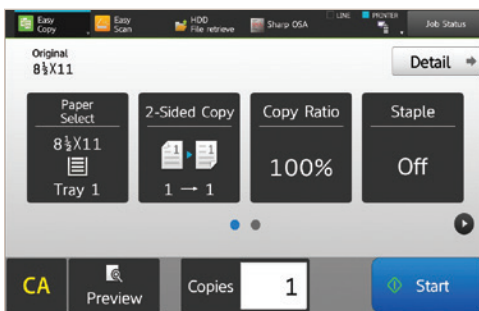 Easy Copy
Easy Scan
HDD File retrieve
Sharp OSA
LINE
PRINTER
Job Status
Original
8½X11
Detail
Paper Select
8½X11
Tray 1
2-Sided Copy
1 1
1 → 1
Copy Ratio
100%
Staple
Off
CA
Preview
Copies
1
Start